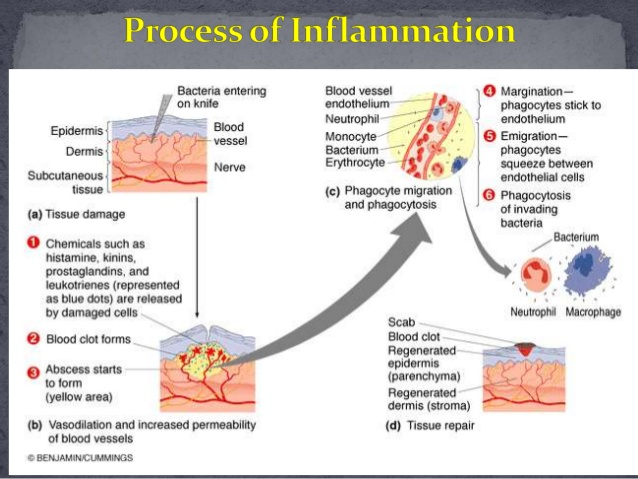 Process of Inflammation
Bacteria entering
on knife
Epidermis
Dermis
Subcutaneous
tissue
Blood
vessel
Nerve
(a) Tissue damage
1 Chemicals such as
histamine, kinins,
prostaglandins, and
leukotrienes (represented
as blue dots) are released
by damaged cells
2 Blood clot forms
3 Abscess starts
to form
(yellow area)
(b) Vasodilation and increased permeability
of blood vessels
© BENJAMIN/CUMMINGS
Blood vessel
endothelium
Neutrophil
Monocyte
Bacterium
Erythrocyte
(c) Phagocyte migration
and phagocytosis
4 Margination—
phagocytes stick to
endothelium
5 Emigration—
phagocytes
squeeze between
endothelial cells
6 Phagocytosis
of invading
bacteria
Bacterium
Neutrophil Macrophage
Scab
Blood clot
Regenerated
epidermis
(parenchyma)
Regenerated
dermis (stroma)
(d) Tissue repair